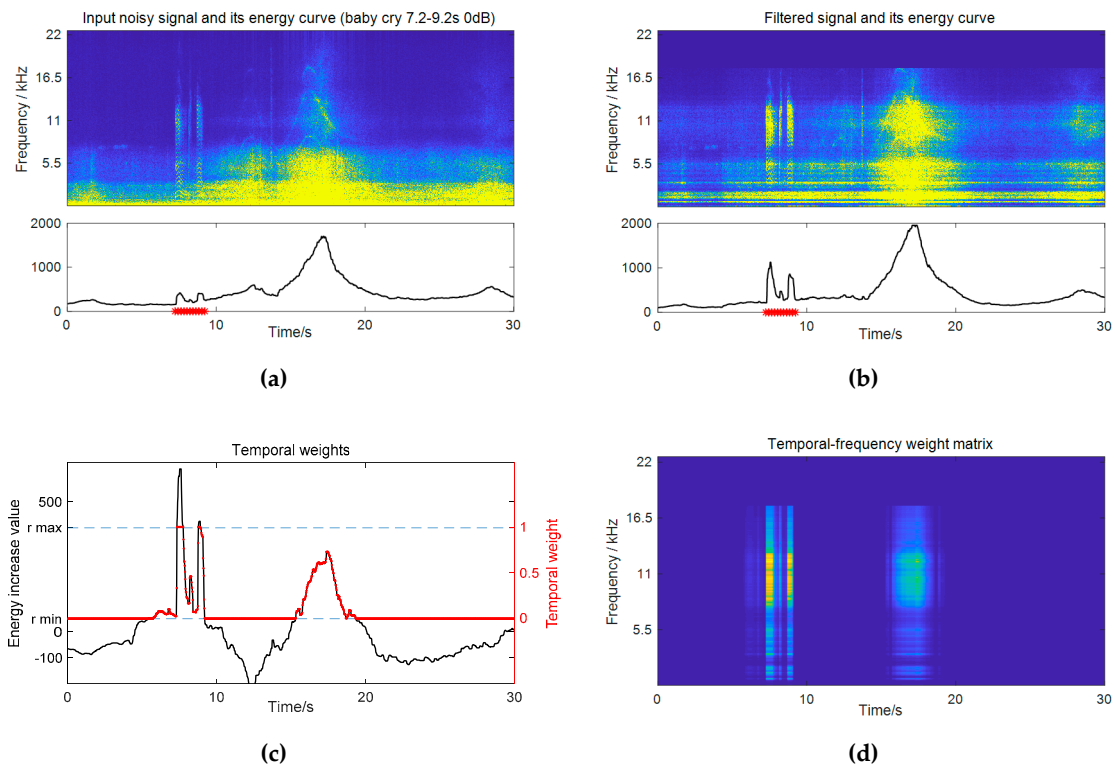 Input noisy signal and its energy curve (baby cry 7.2-9.2s 0dB)
Frequency / kHz
22
16.5
11
5.5
2000
1000
0
0 10 20 30
Time/s
(a)
Filtered signal and its energy curve
Frequency / kHz
22
16.5
11
5.5
2000
1000
0
0 10 20 30
Time/s
(b)
Temporal weights
Energy increase value
500
r max
r min
0
-100
1
0.5
0
Temporal weight
0 10 20 30
Time/s
(c)
Temporal-frequency weight matrix
Frequency / kHz
22
16.5
11
5.5
0 10 20 30
Time/s
(d)